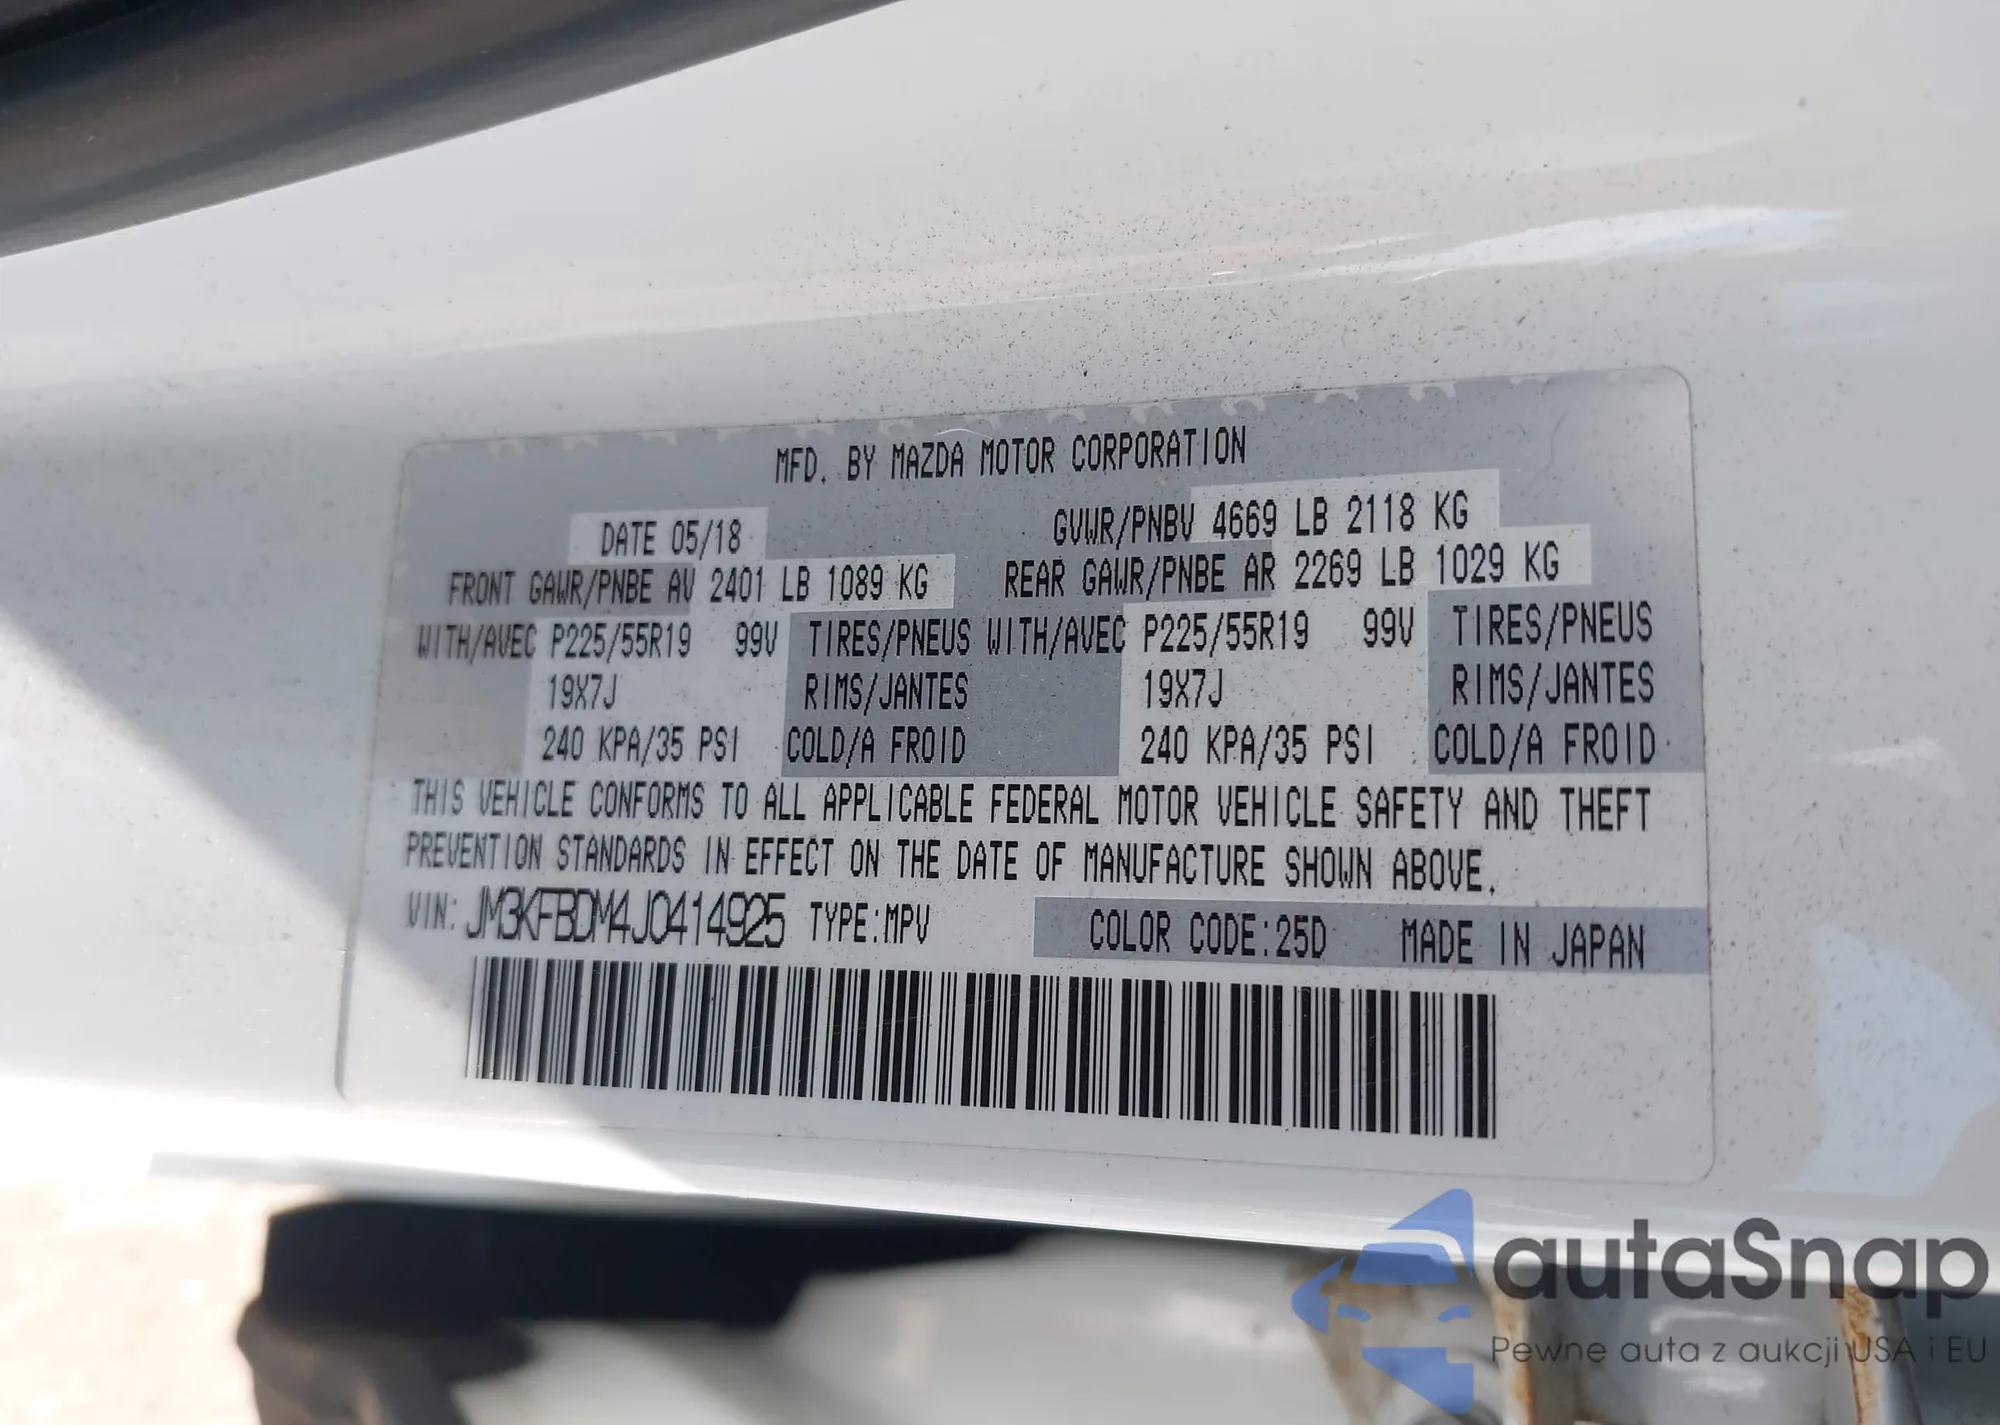 MFD. BY MAZDA MOTOR CORPORATION
DATE 05/18 GVWR/PNBV 4669 LB 2118 KG
FRONT GAWR/PNBE AV 2401 LB 1089 KG REAR GAWR/PNBE AR 2269 LB 1029 KG
WITH/AVEC P225/55R19 99V TIRES/PNEUS WITH/AVEC P225/55R19 99V TIRES/PNEUS
19X7J RIMS/JANTES 19X7J RIMS/JANTES
240 KPA/35 PSI COLD/A FROID 240 KPA/35 PSI COLD/A FROID
THIS VEHICLE CONFORMS TO ALL APPLICABLE FEDERAL MOTOR VEHICLE SAFETY AND THEFT
PREVENTION STANDARDS IN EFFECT ON THE DATE OF MANUFACTURE SHOWN ABOVE.
VIN: JM3KFBDM4J0414925 TYPE:MPV COLOR CODE:25D MADE IN JAPAN
autaSnap
Pewne auta z aukcji USA i EU